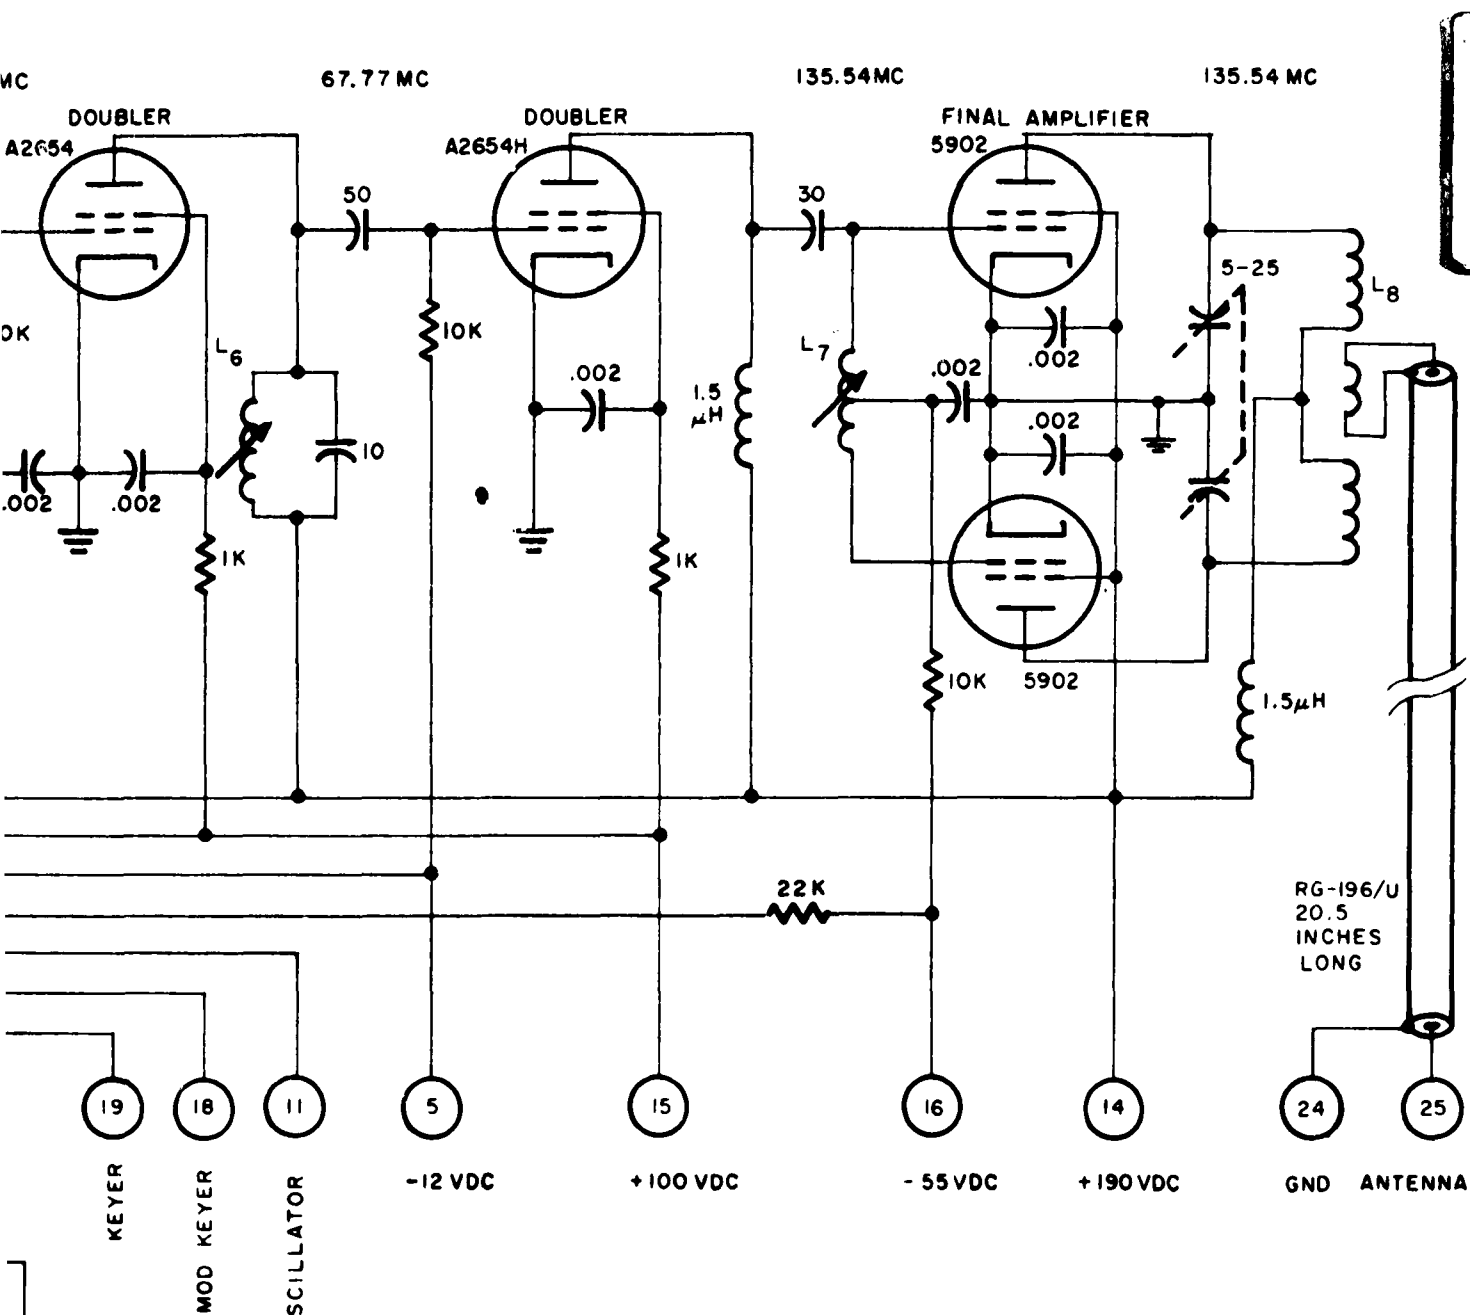 MC
67.77 MC
135.54 MC
135.54 MC
DOUBLER
A2654
DOUBLER
A2654H
FINAL AMPLIFIER
5902
50
30
5-25
L8
0K
L6
10K
L7
.002
.002
.002
1.5
µH
.002
10
.002
.002
1K
1K
10K
5902
1.5µH
22K
RG-196/U
20.5
INCHES
LONG
19
18
11
5
15
16
14
24
25
KEYER
MOD KEYER
SCILLATOR
-12 VDC
+100 VDC
-55 VDC
+190 VDC
GND
ANTENNA